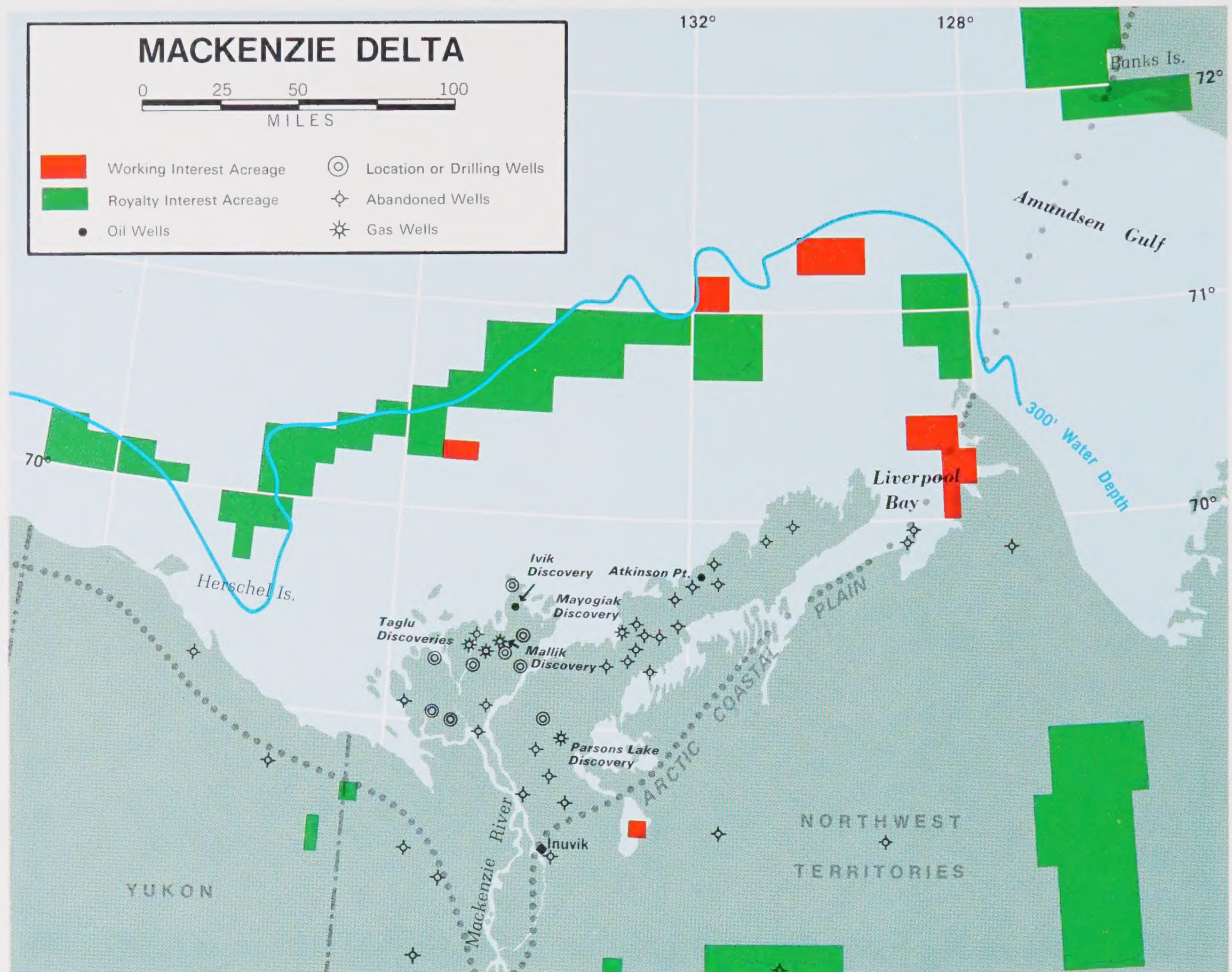 MACKENZIE DELTA
0 25 50 100
MILES
Working Interest Acreage
Royalty Interest Acreage
Oil Wells
Location or Drilling Wells
Abandoned Wells
Gas Wells
132°
128°
Banks Is.
72°
Amundsen Gulf
71°
300' Water Depth
70°
Liverpool
Bay
70°
Herschel Is.
Ivik
Discovery
Atkinson Pt.
Mayogiak
Discovery
Taglu
Discoveries
Mallik
Discovery
Parsons Lake
Discovery
ARCTIC COASTAL PLAIN
Mackenzie River
Inuvik
YUKON
NORTHWEST
TERRITORIES